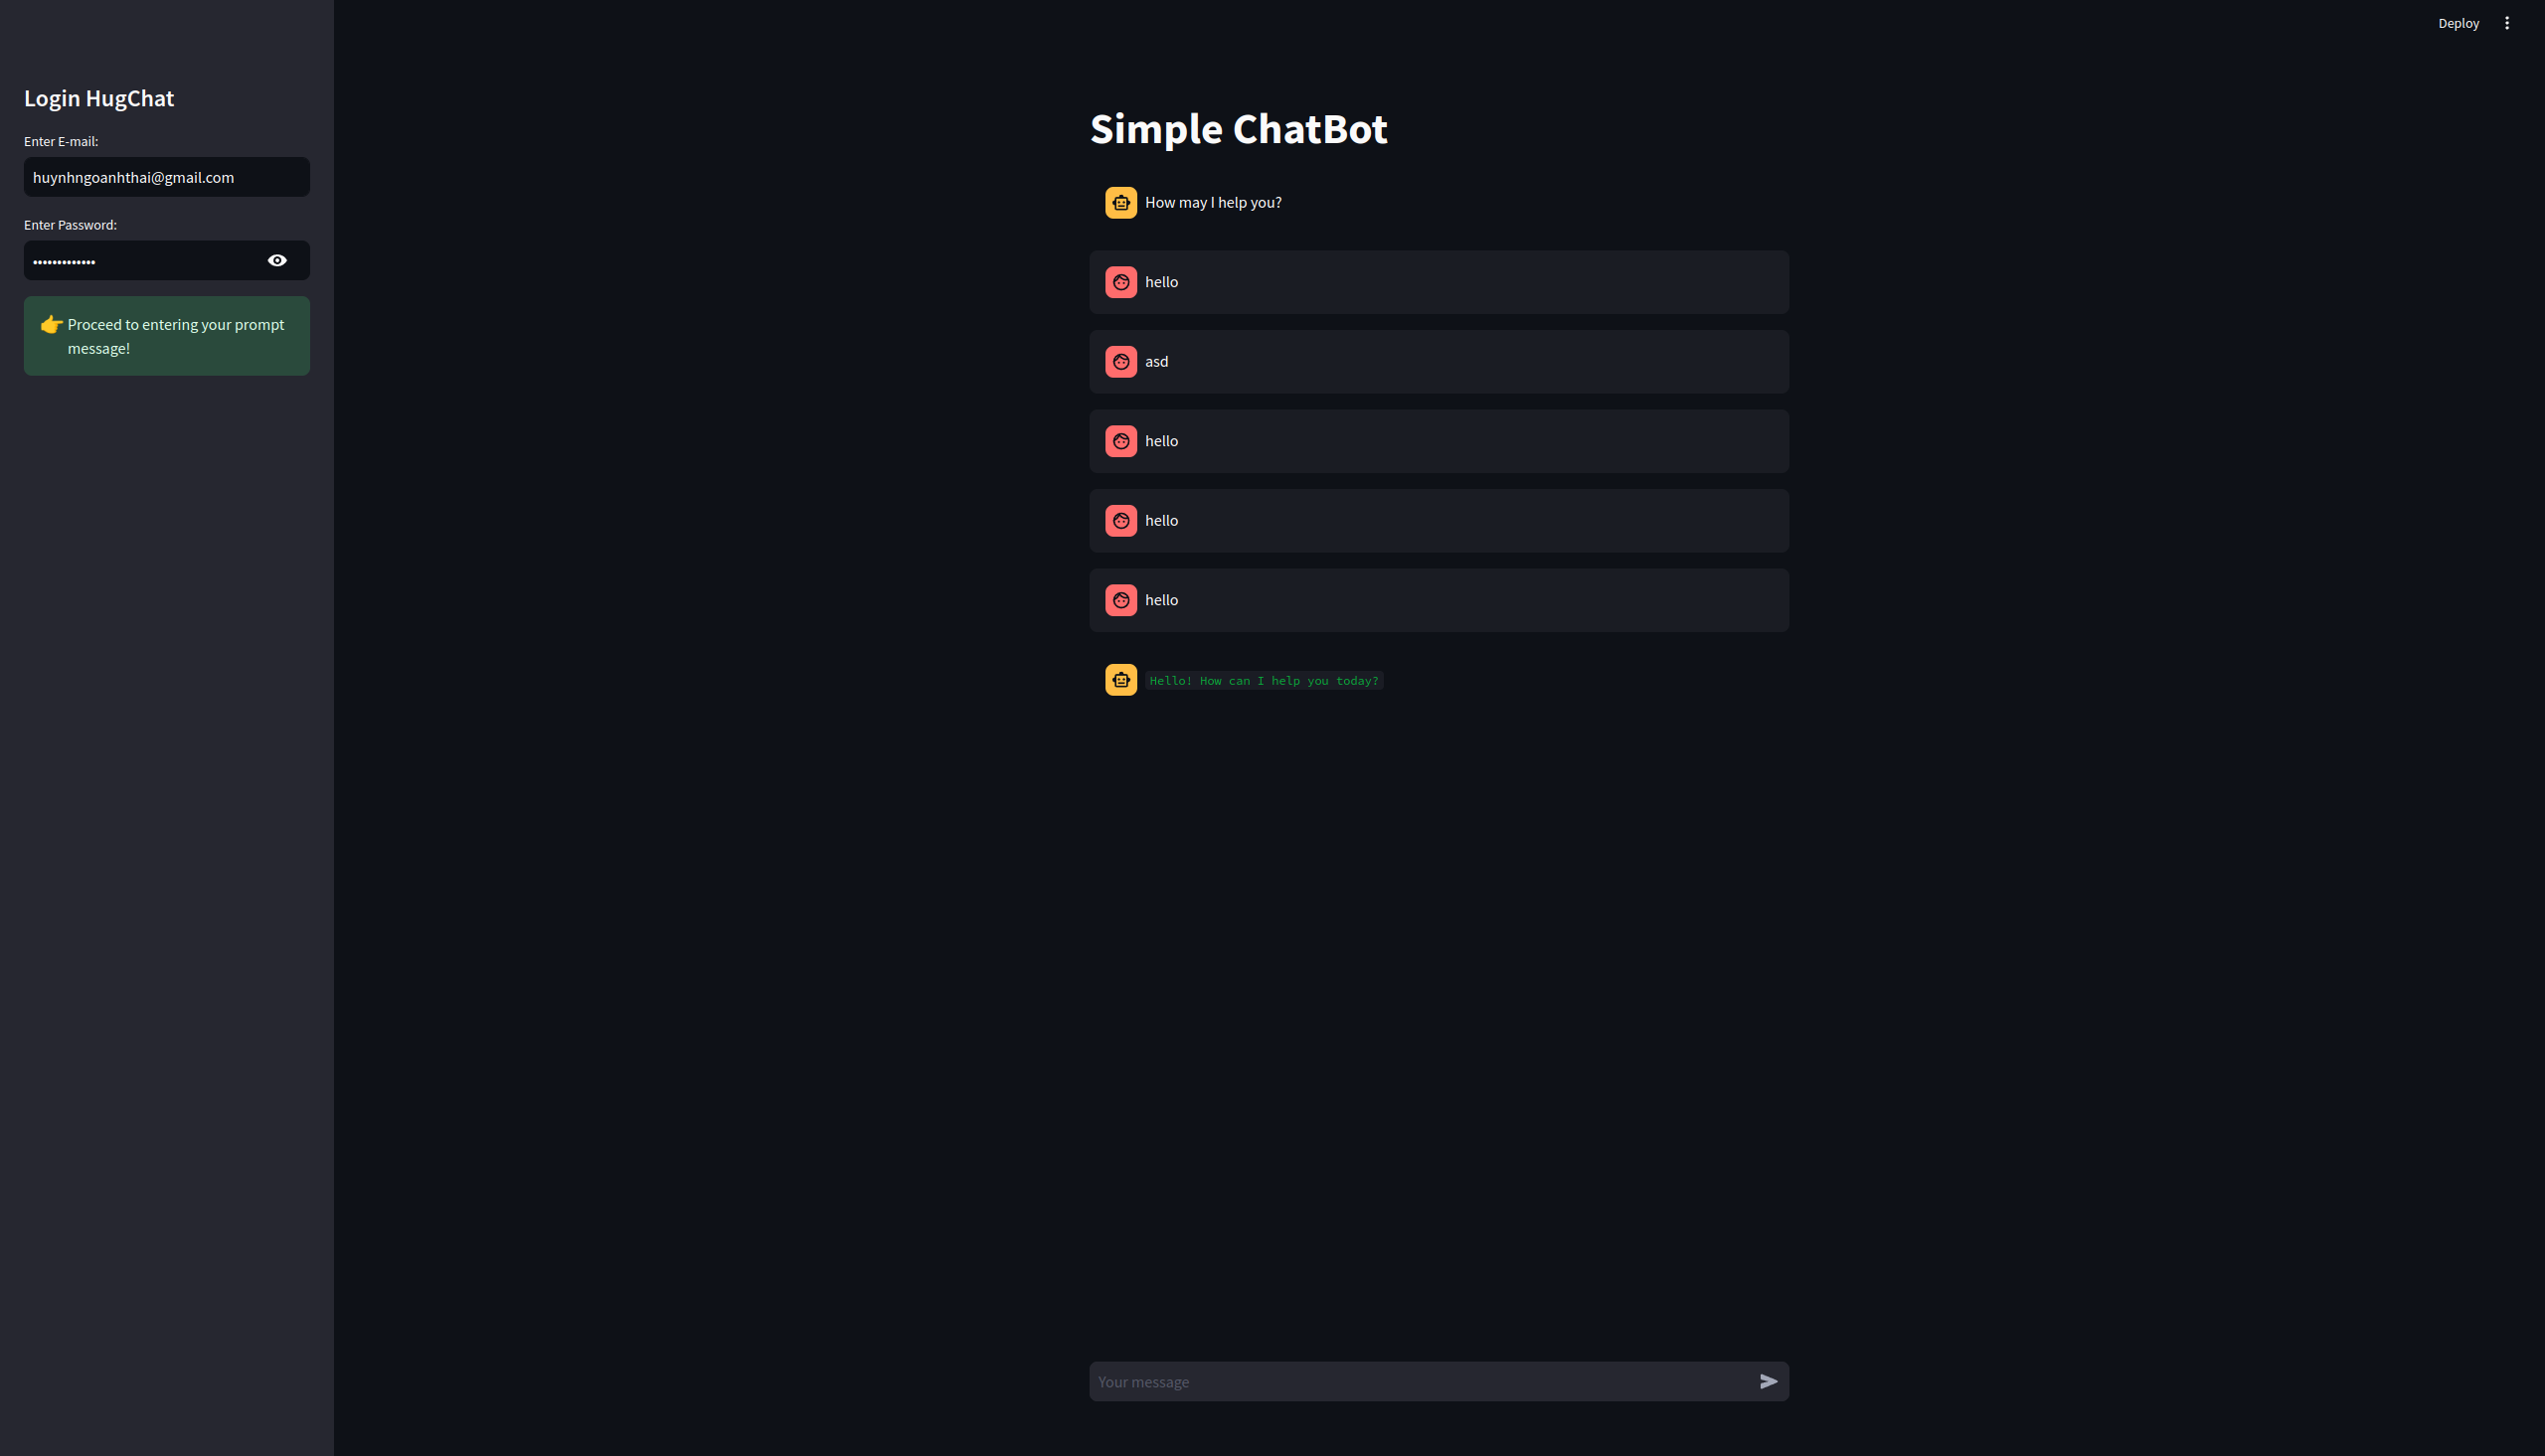 Deploy
Login HugChat
Enter E-mail:
huynhngoanhthai@gmail.com
Enter Password:
•••••••••••••
👉 Proceed to entering your prompt
message!
Simple ChatBot
How may I help you?
hello
asd
hello
hello
hello
Hello! How can I help you today?
Your message